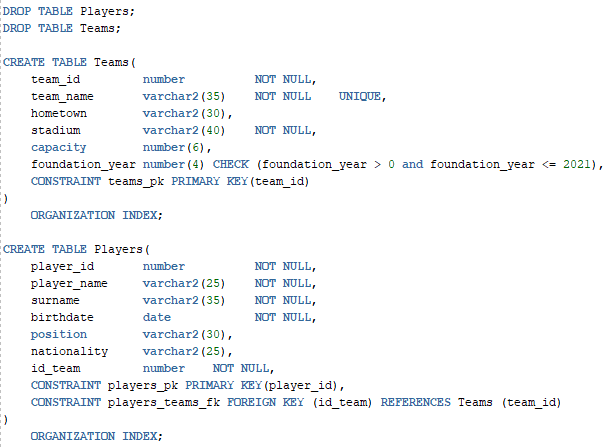 DROP TABLE Players;
DROP TABLE Teams;
CREATE TABLE Teams(
team_id number NOT NULL,
team_name varchar2(35) NOT NULL UNIQUE,
hometown varchar2(30),
stadium varchar2(40) NOT NULL,
capacity number(6),
foundation_year number(4) CHECK (foundation_year > 0 and foundation_year <= 2021),
CONSTRAINT teams_pk PRIMARY KEY(team_id)
)
ORGANIZATION INDEX;
CREATE TABLE Players(
player_id number NOT NULL,
player_name varchar2(25) NOT NULL,
surname varchar2(35) NOT NULL,
birthdate date NOT NULL,
position varchar2(30),
nationality varchar2(25),
id_team number NOT NULL,
CONSTRAINT players_pk PRIMARY KEY(player_id),
CONSTRAINT players_teams_fk FOREIGN KEY (id_team) REFERENCES Teams (team_id)
)
ORGANIZATION INDEX;